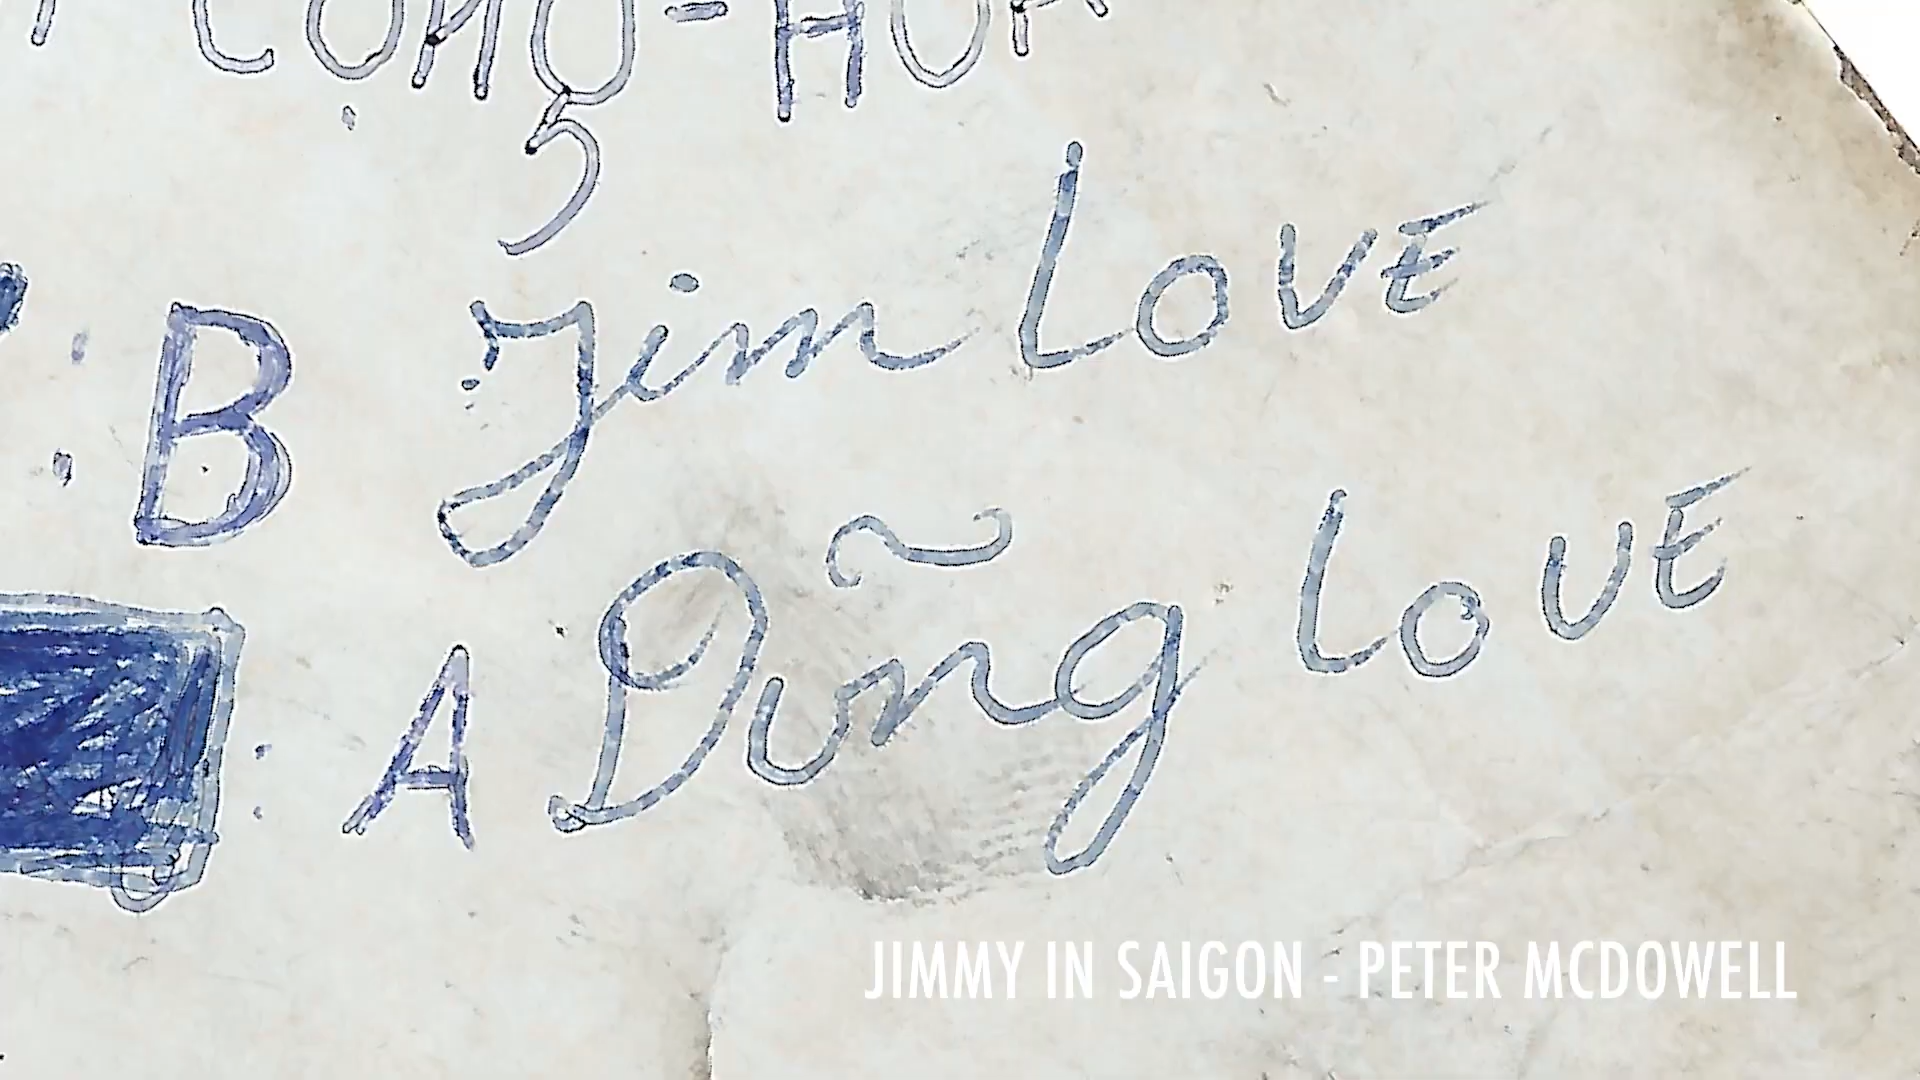 CỘNG-HÒA
: B Jim LOVE
: A Dũng LOVE
JIMMY IN SAIGON - PETER MCDOWELL